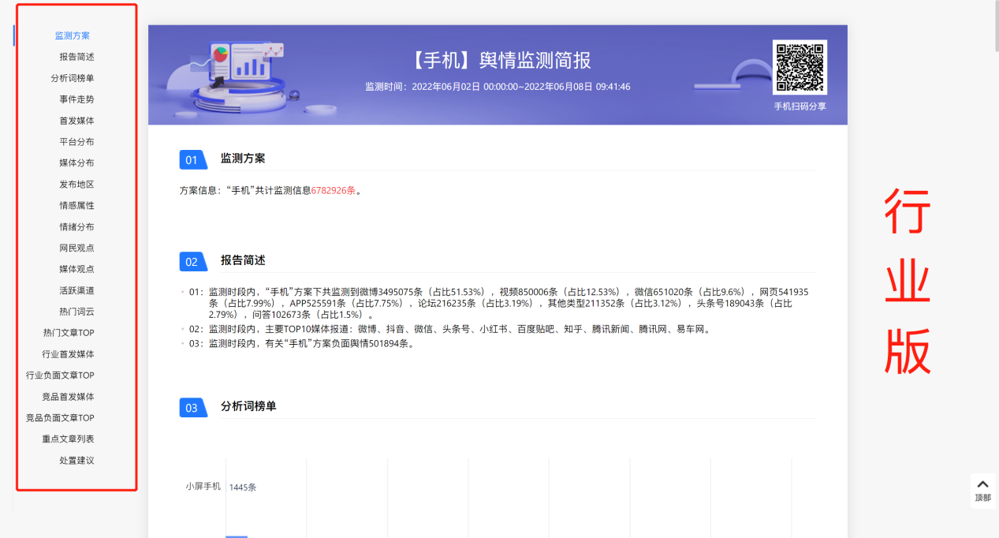 监测方案
报告简述
分析词榜单
事件走势
首发媒体
平台分布
媒体分布
发布地区
情感属性
情绪分布
网民观点
媒体观点
活跃渠道
热门词云
热门文章TOP
行业首发媒体
行业负面文章TOP
竞品首发媒体
竞品负面文章TOP
重点文章列表
处置建议
【手机】舆情监测简报
监测时间：2022年06月02日 00:00:00~2022年06月08日 09:41:46
手机扫码分享
01 监测方案
方案信息：“手机”共计监测信息6782926条。
02 报告简述
01：监测时段内，“手机”方案下共监测到微博3495075条（占比51.53%），视频850006条（占比12.53%），微信651020条（占比9.6%），网页541935
条（占比7.99%），APP525591条（占比7.75%），论坛216235条（占比3.19%），其他类型211352条（占比3.12%），头条号189043条（占比
2.79%），问答102673条（占比1.5%）。
02：监测时段内，主要TOP10媒体报道：微博、抖音、微信、头条号、小红书、百度贴吧、知乎、腾讯新闻、腾讯网、易车网。
03：监测时段内，有关“手机”方案负面舆情501894条。
03 分析词榜单
小屏手机 1445条
行
业
版
顶部